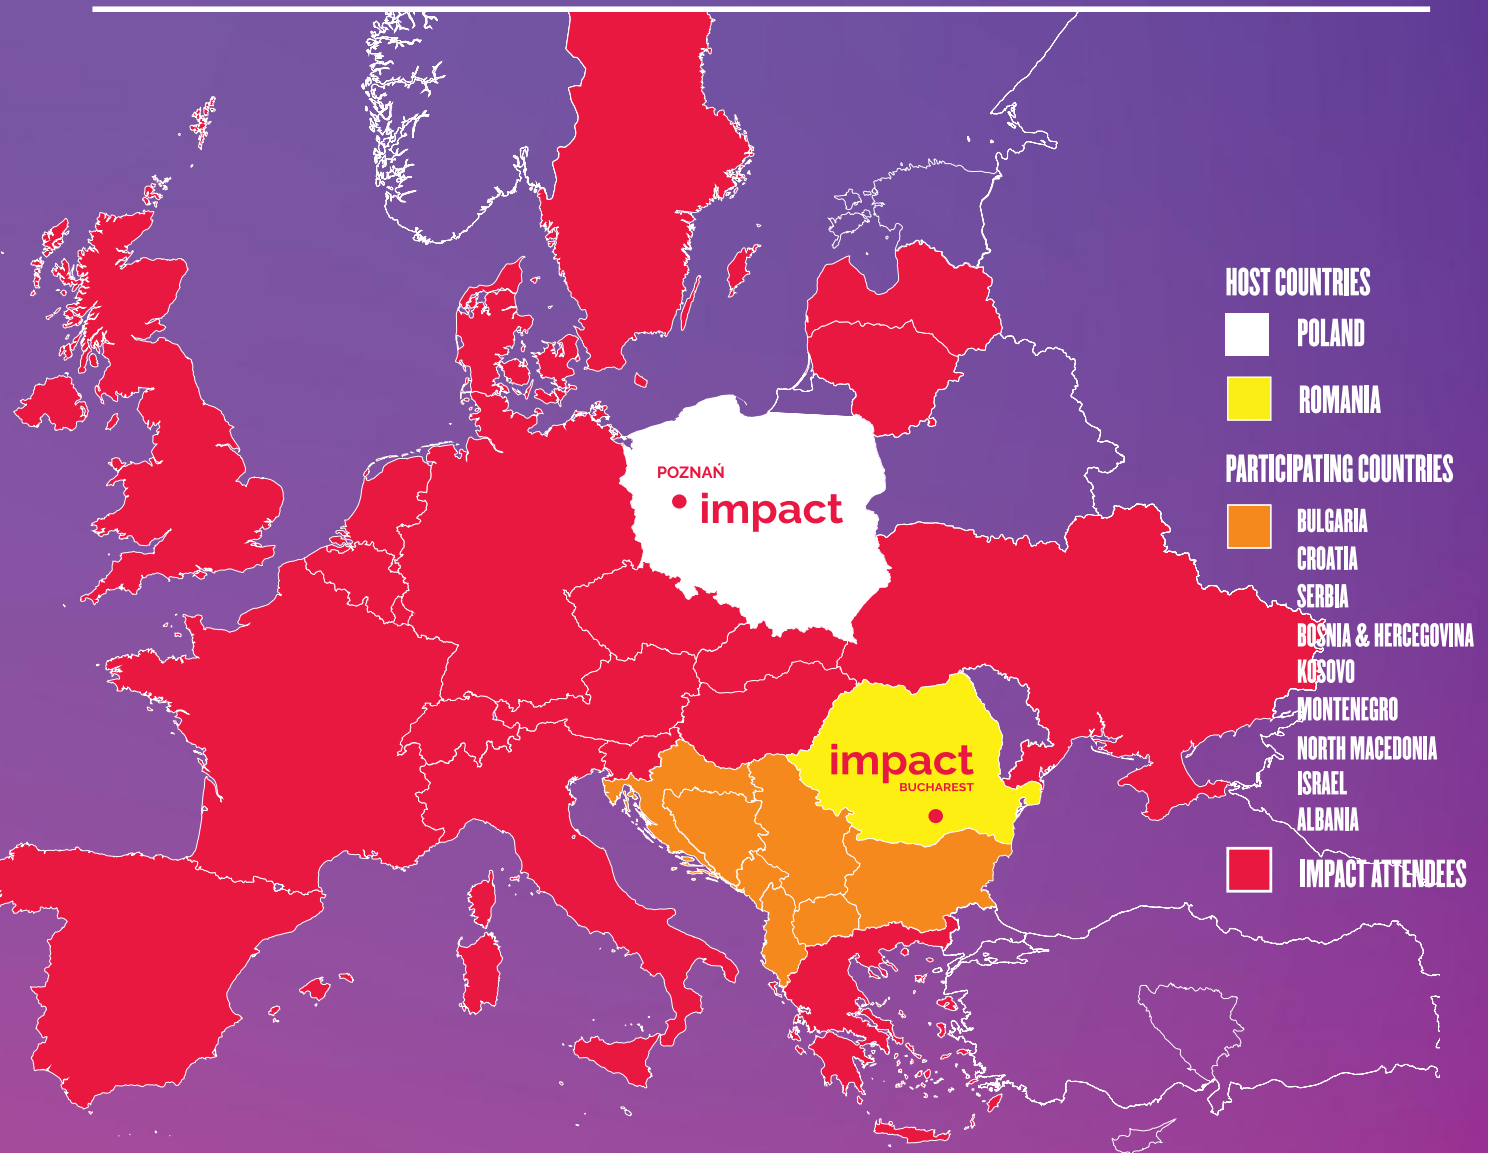 HOST COUNTRIES
POLAND
ROMANIA
PARTICIPATING COUNTRIES
BULGARIA
CROATIA
SERBIA
BOSNIA & HERCEGOVINA
KOSOVO
MONTENEGRO
NORTH MACEDONIA
ISRAEL
ALBANIA
IMPACT ATTENDEES
POZNAŃ
impact
impact
BUCHAREST